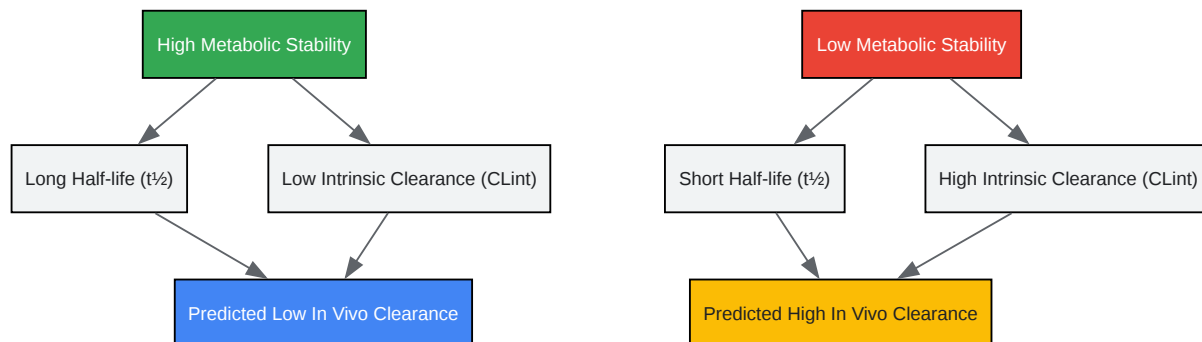 High Metabolic Stability
Low Metabolic Stability
Long Half-life (t½)
Low Intrinsic Clearance (CLint)
Short Half-life (t½)
High Intrinsic Clearance (CLint)
Predicted Low In Vivo Clearance
Predicted High In Vivo Clearance